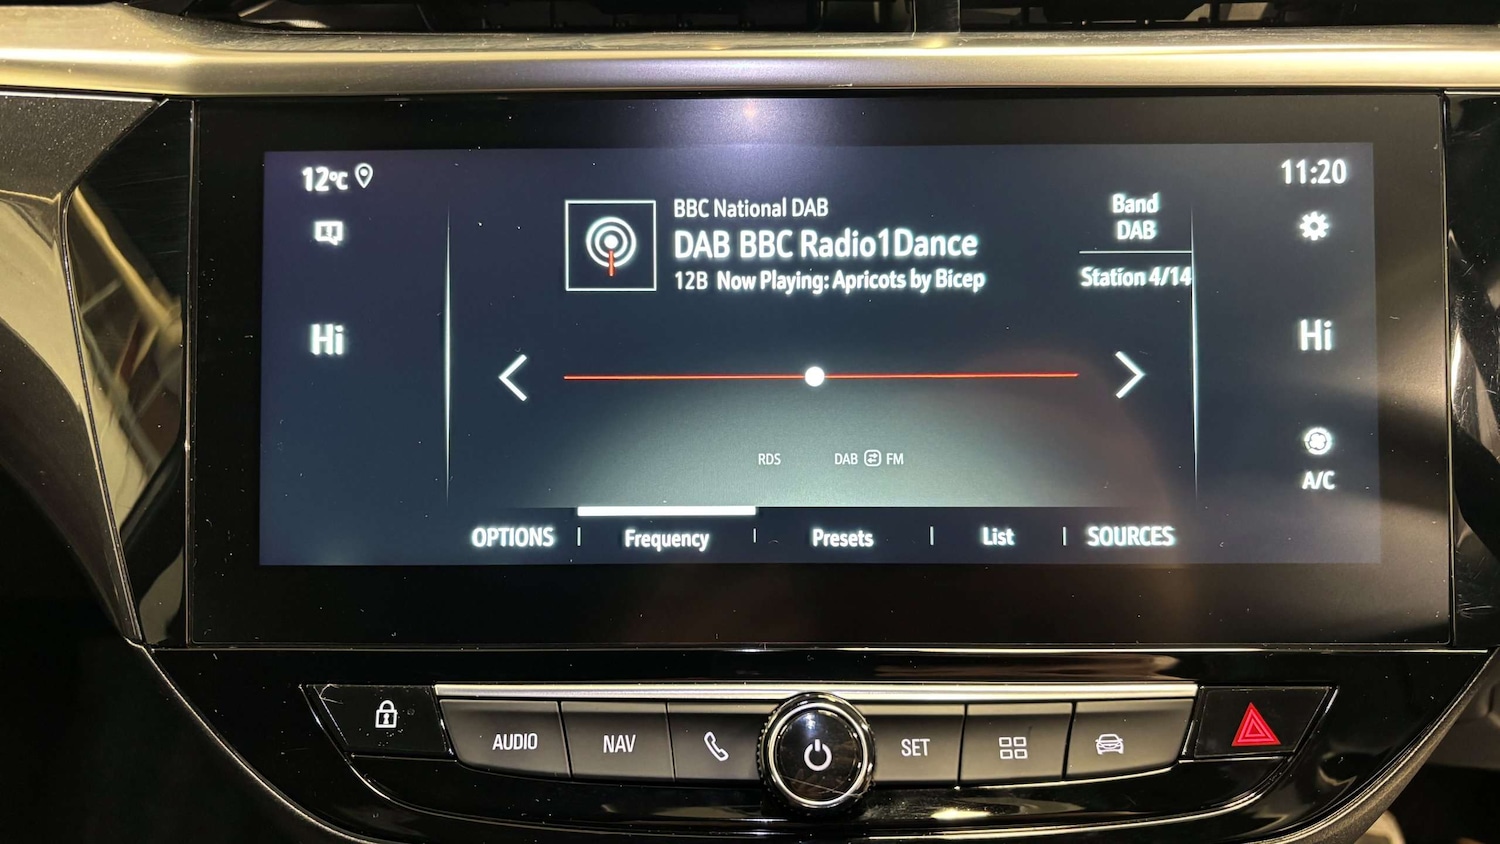 12°C
11:20
BBC National DAB
DAB BBC Radio1Dance
12B Now Playing: Apricots by Bicep
Band
DAB
Station 4/14
Hi
Hi
RDS
DAB FM
A/C
OPTIONS
Frequency
Presets
List
SOURCES
AUDIO
NAV
SET